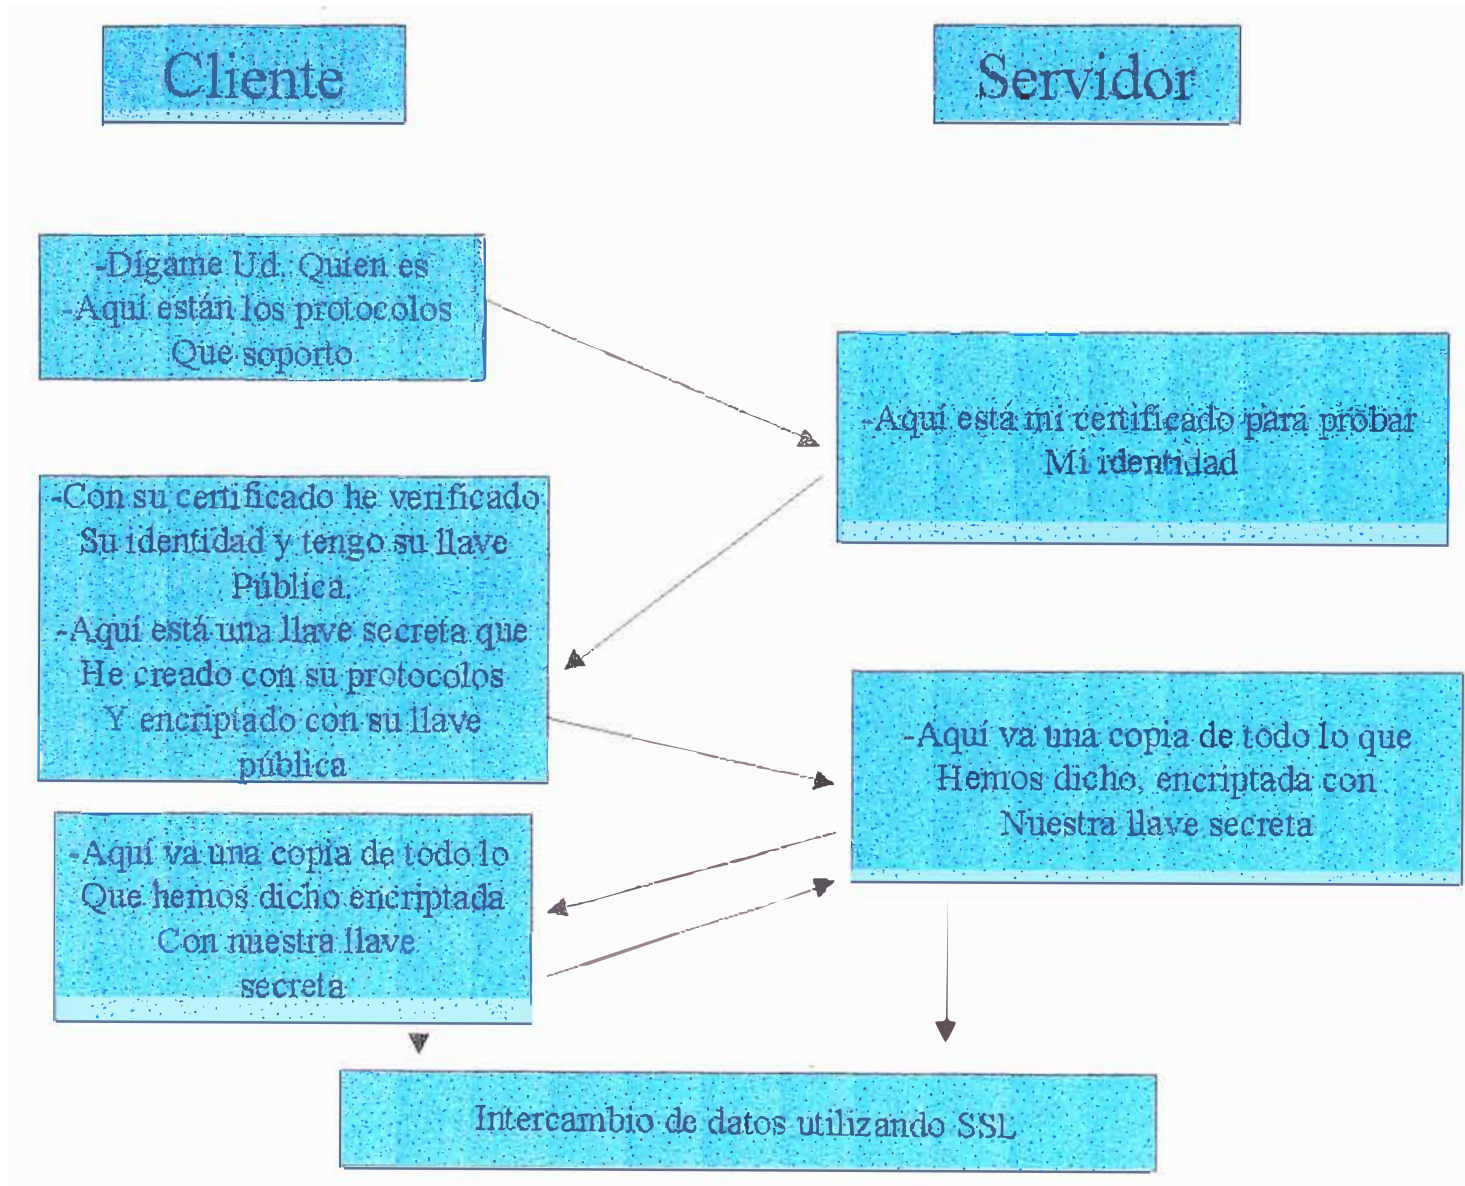 Cliente
Servidor
-Dígame Ud. Quien es
-Aquí están los protocolos
Que soporto
-Aquí está mi certificado para probar
Mi identidad
-Con su certificado he verificado
Su identidad y tengo su llave
Pública.
-Aquí está una llave secreta que
He creado con su protocolos
Y encriptado con su llave
pública
-Aquí va una copia de todo lo que
Hemos dicho, encriptada con
Nuestra llave secreta
-Aquí va una copia de todo lo
Que hemos dicho encriptada
Con nuestra llave
secreta
Intercambio de datos utilizando SSL